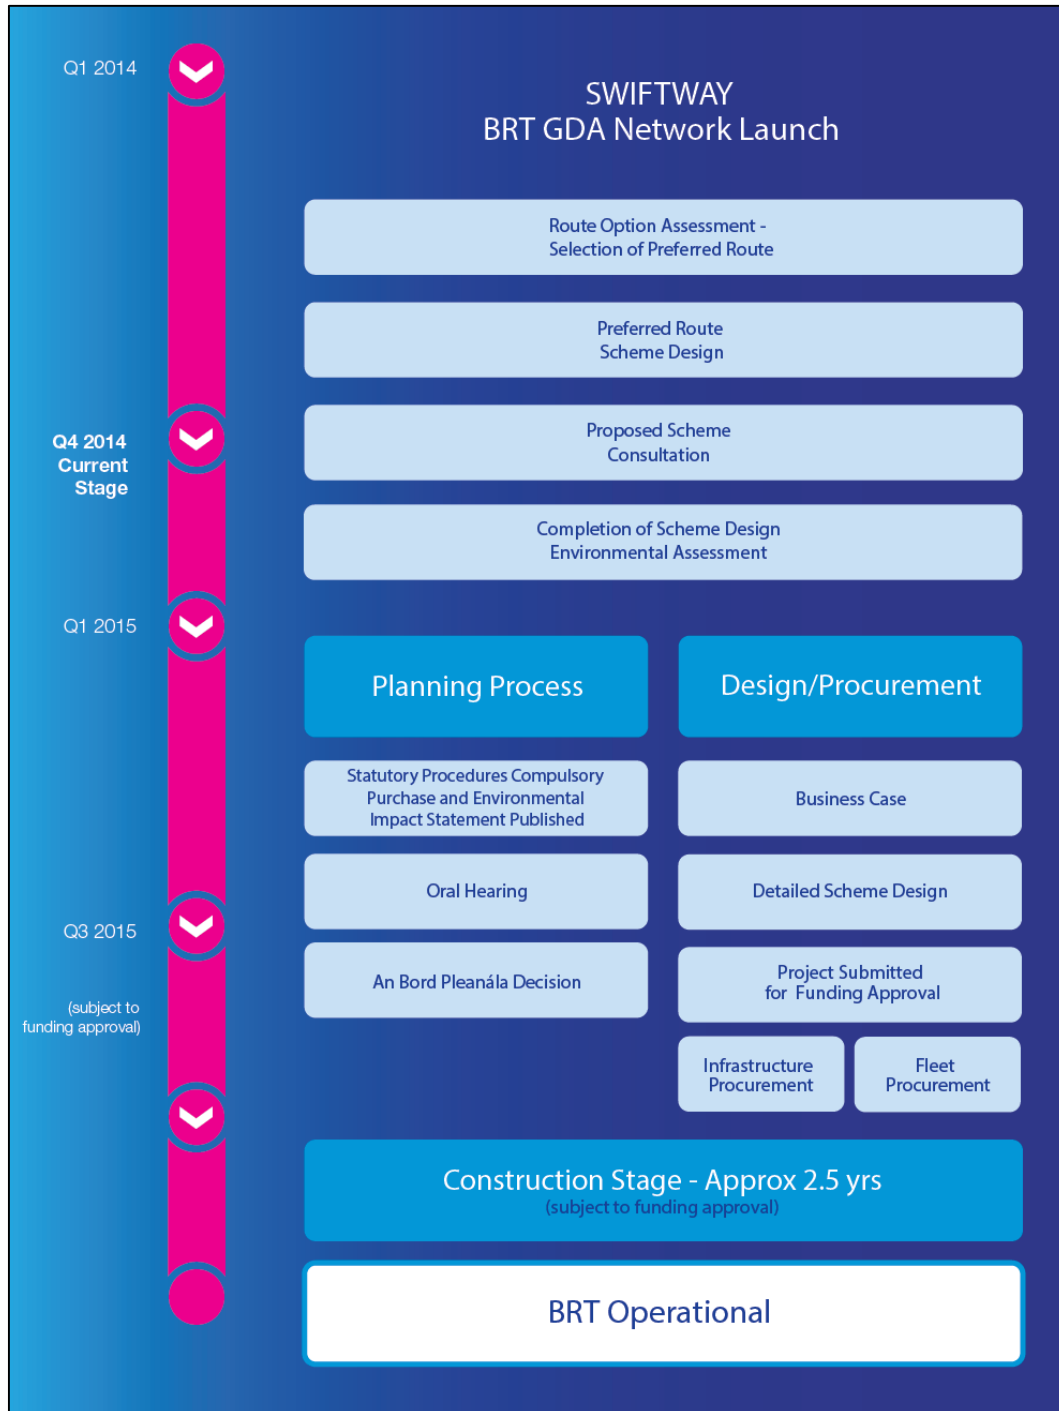 Q1 2014
SWIFTWAY
BRT GDA Network Launch
Route Option Assessment -
Selection of Preferred Route
Preferred Route
Scheme Design
Q4 2014
Current
Stage
Proposed Scheme
Consultation
Completion of Scheme Design
Environmental Assessment
Q1 2015
Planning Process
Statutory Procedures Compulsory
Purchase and Environmental
Impact Statement Published
Oral Hearing
An Bord Pleanála Decision
Design/Procurement
Business Case
Detailed Scheme Design
Project Submitted
for Funding Approval
Infrastructure
Procurement
Fleet
Procurement
Q3 2015
(subject to
funding approval)
Construction Stage - Approx 2.5 yrs
(subject to funding approval)
BRT Operational